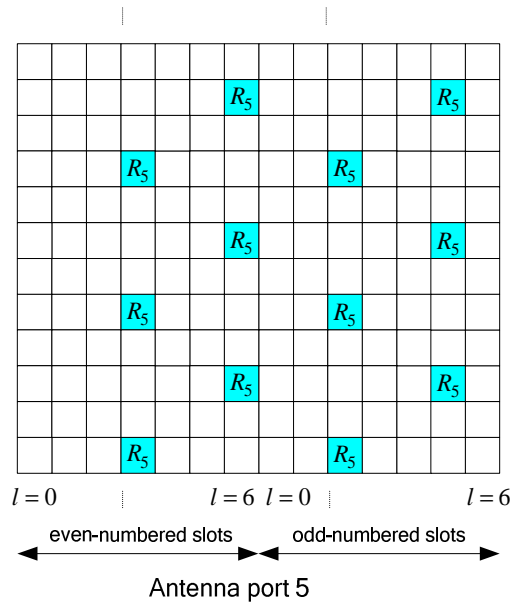 R5 R5
R5 R5
R5 R5
R5 R5
R5 R5
R5 R5
l = 0 l = 6 l = 0 l = 6
even-numbered slots odd-numbered slots
Antenna port 5